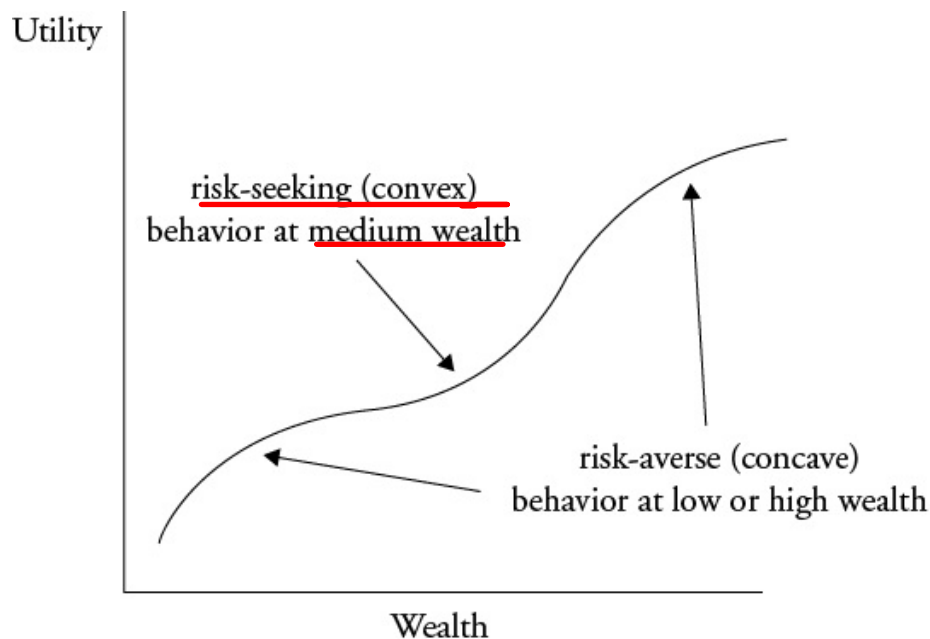 Utility
risk-seeking (convex)
behavior at medium wealth
risk-averse (concave)
behavior at low or high wealth
Wealth